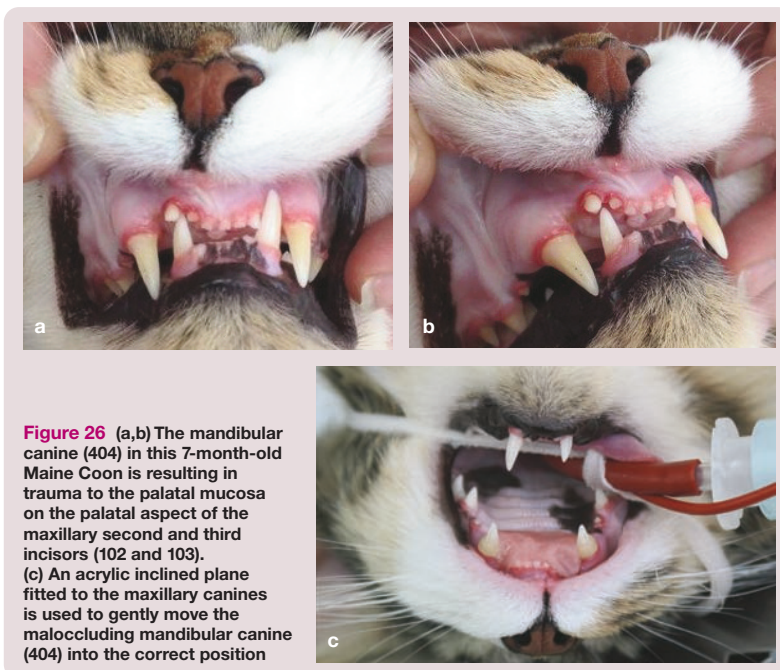 a
b
Figure 26 (a,b) The mandibular
canine (404) in this 7-month-old
Maine Coon is resulting in
trauma to the palatal mucosa
on the palatal aspect of the
maxillary second and third
incisors (102 and 103).
(c) An acrylic inclined plane
fitted to the maxillary canines
is used to gently move the
maloccluding mandibular canine
(404) into the correct position
c